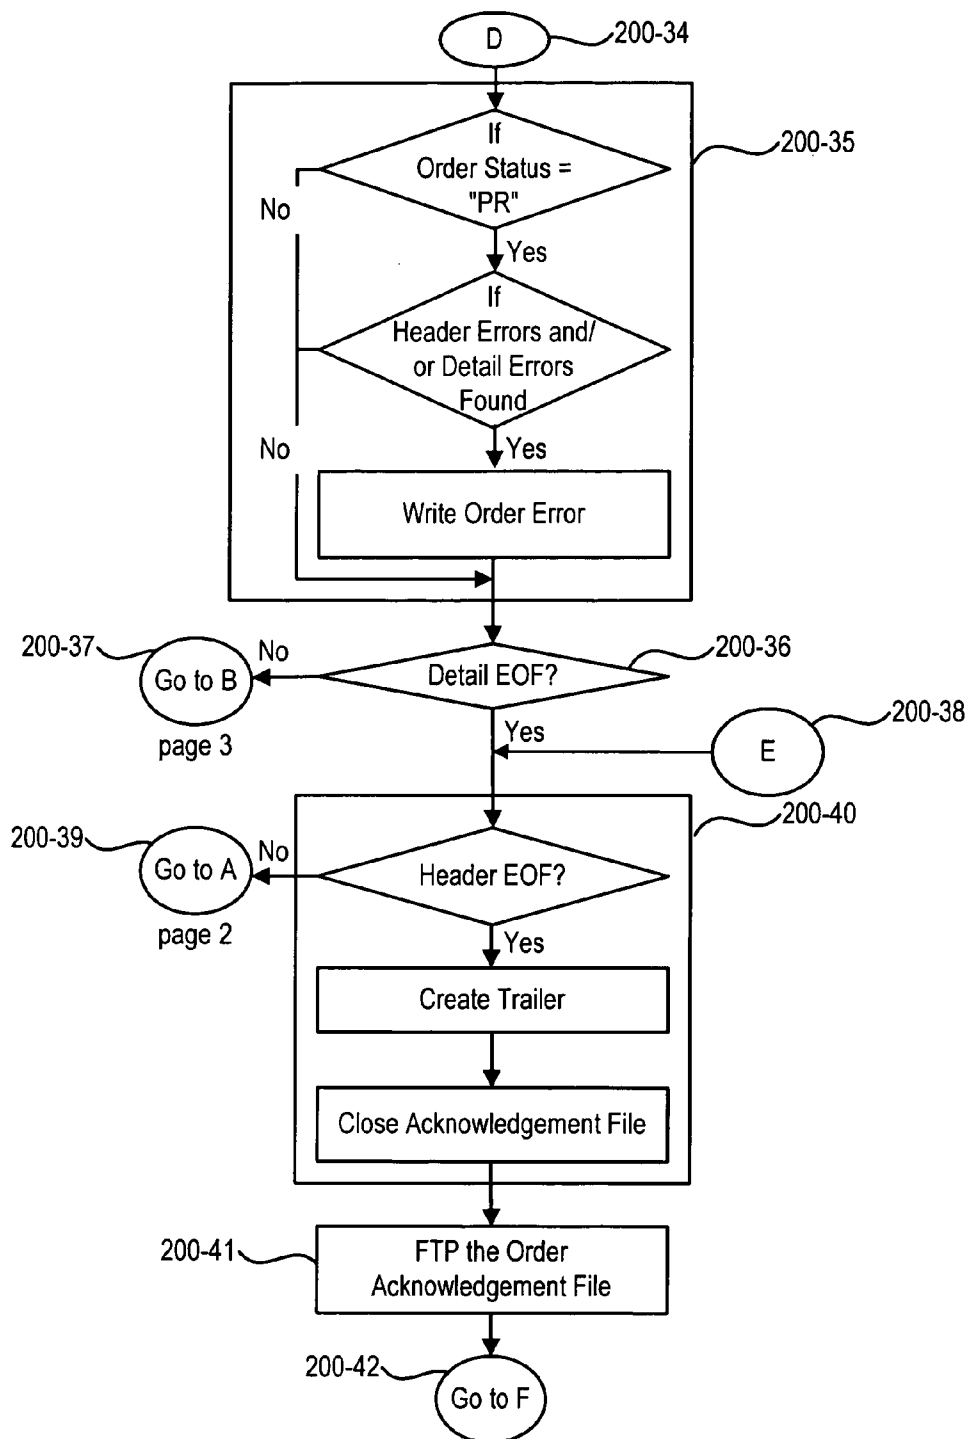 D
200-34
If
Order Status =
"PR"
200-35
No
Yes
If
Header Errors and/
or Detail Errors
Found
No
Yes
Write Order Error
200-37
No
Go to B
page 3
Detail EOF?
200-36
Yes
E
200-38
200-39
No
Go to A
page 2
Header EOF?
200-40
Yes
Create Trailer
Close Acknowledgement File
200-41
FTP the Order
Acknowledgement File
200-42
Go to F